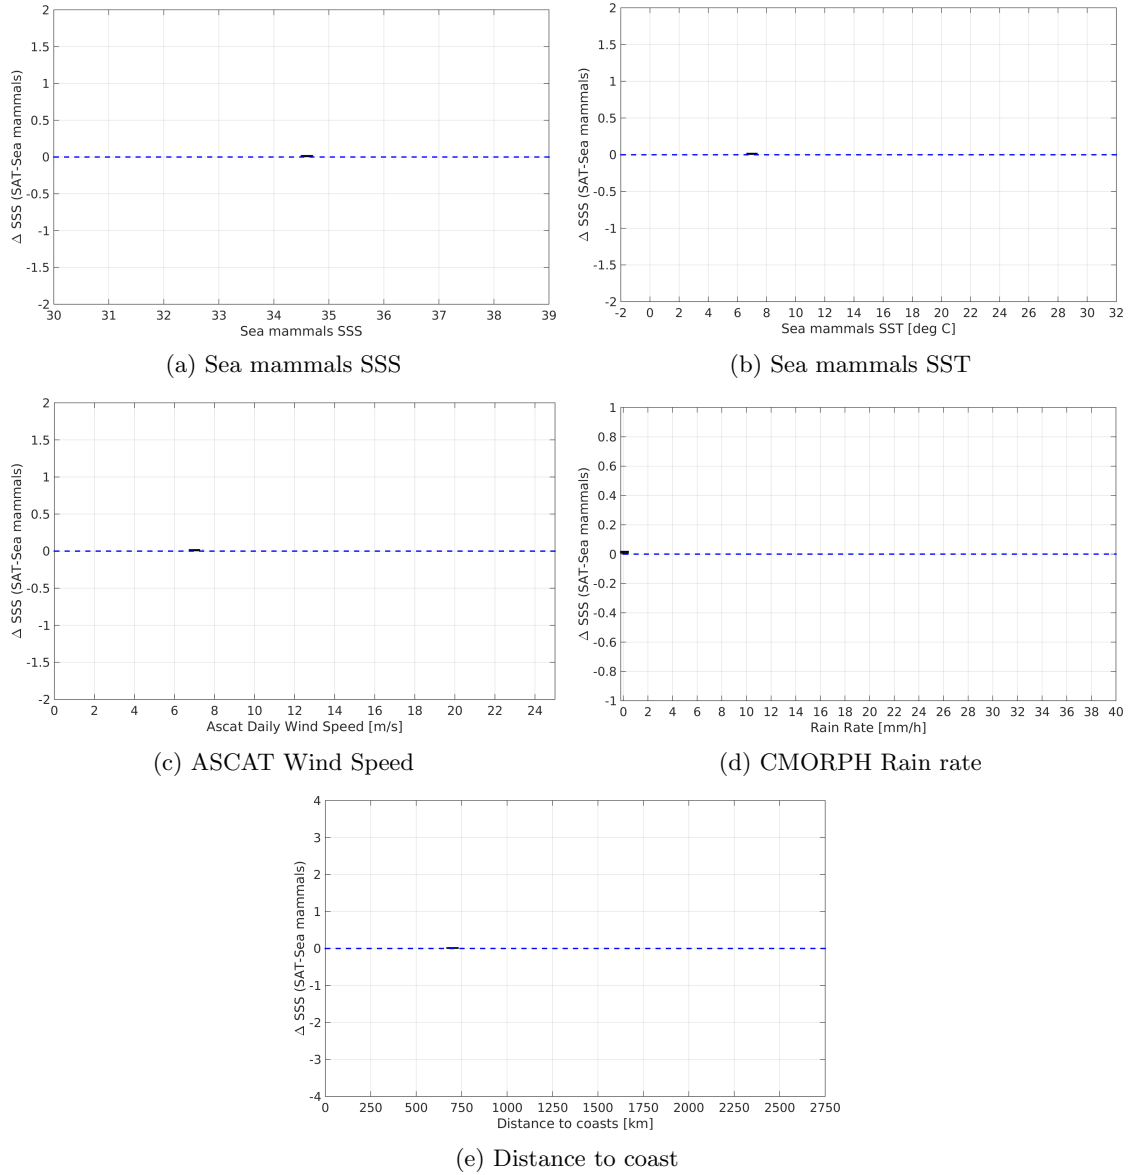 2
1.5
1
0.5
0
-0.5
-1
-1.5
-2
Δ SSS (SAT-Sea mammals)
30 31 32 33 34 35 36 37 38 39
Sea mammals SSS
(a) Sea mammals SSS
2
1.5
1
0.5
0
-0.5
-1
-1.5
-2
Δ SSS (SAT-Sea mammals)
-2 0 2 4 6 8 10 12 14 16 18 20 22 24 26 28 30 32
Sea mammals SST [deg C]
(b) Sea mammals SST
2
1.5
1
0.5
0
-0.5
-1
-1.5
-2
Δ SSS (SAT-Sea mammals)
0 2 4 6 8 10 12 14 16 18 20 22 24
Ascat Daily Wind Speed [m/s]
(c) ASCAT Wind Speed
1
0.8
0.6
0.4
0.2
0
-0.2
-0.4
-0.6
-0.8
-1
Δ SSS (SAT-Sea mammals)
0 2 4 6 8 10 12 14 16 18 20 22 24 26 28 30 32 34 36 38 40
Rain Rate [mm/h]
(d) CMORPH Rain rate
4
3
2
1
0
-1
-2
-3
-4
Δ SSS (SAT-Sea mammals)
0 250 500 750 1000 1250 1500 1750 2000 2250 2500 2750
Distance to coasts [km]
(e) Distance to coast